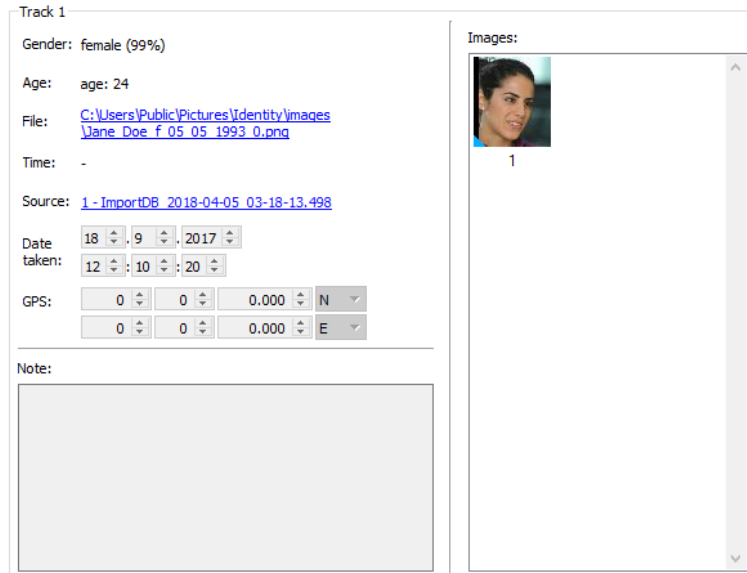 Track 1
Gender: female (99%)
Age: age: 24
File: C:\Users\Public\Pictures\Identity\images
\Jane_Doe_f_05_05_1993_0.png
Time: -
Source: 1 - ImportDB_2018-04-05_03-18-13.498
Date
taken:
18 . 9 . 2017
12 : 10 : 20
GPS: 0 0 0.000 N
0 0 0.000 E
Note:
Images:
1